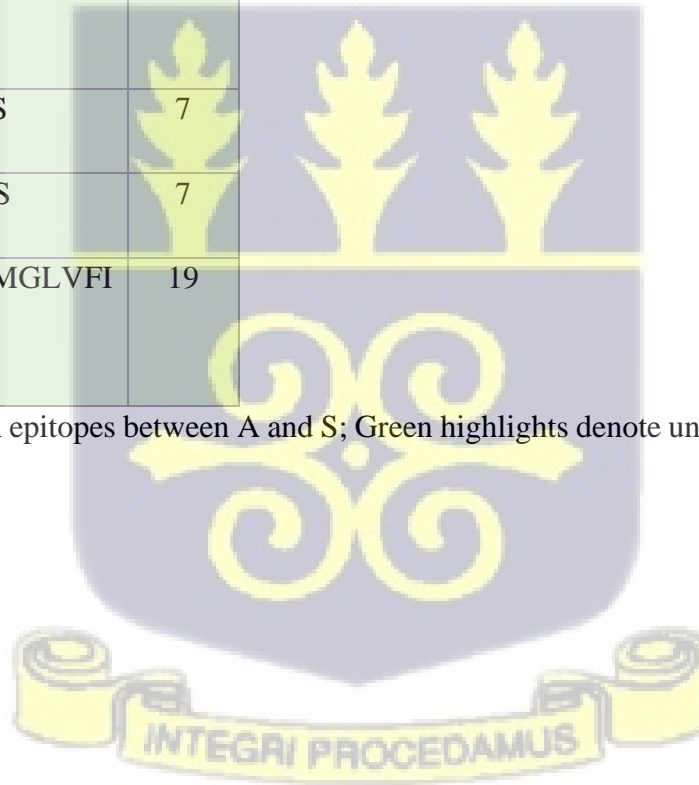 S 7
S 7
MGLVFI 19
epitopes between A and S; Green highlights denote un
INTEGRI PROCEDAMUS